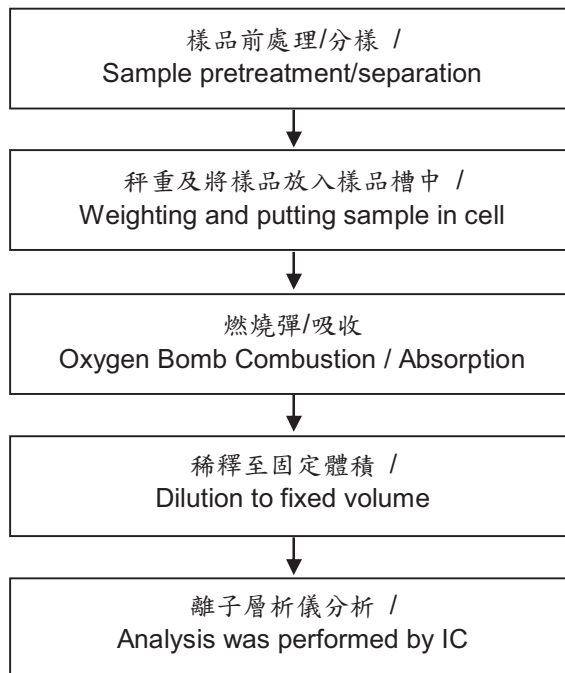 樣品前處理/分樣 /
Sample pretreatment/separation
秤重及將樣品放入樣品槽中 /
Weighting and putting sample in cell
燃燒彈/吸收
Oxygen Bomb Combustion / Absorption
稀釋至固定體積 /
Dilution to fixed volume
離子層析儀分析 /
Analysis was performed by IC